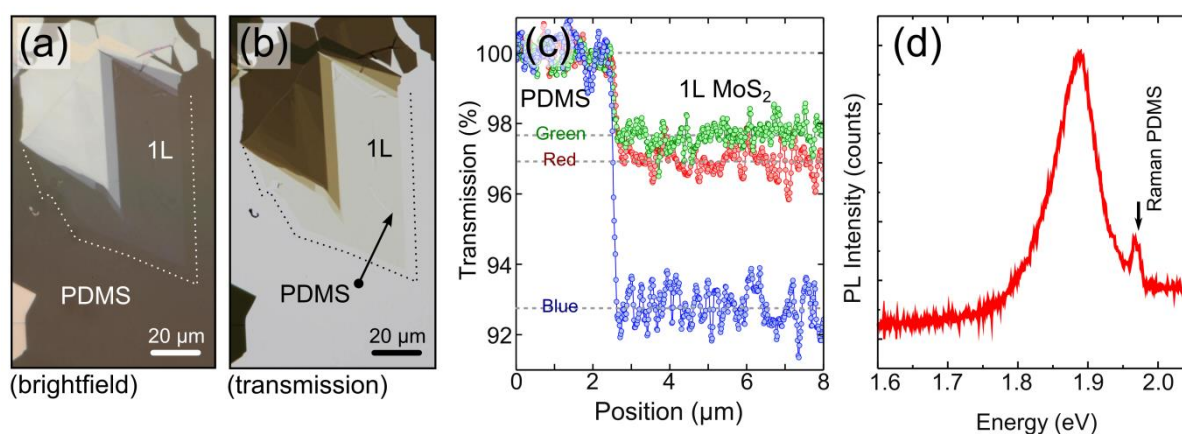 (a)
1L
PDMS
20 µm
(brightfield)
(b)
1L
PDMS
20 µm
(transmission)
(c)
Transmission (%)
100
98
96
94
92
PDMS
1L MoS₂
Green
Red
Blue
0
2
4
6
8
Position (µm)
(d)
PL Intensity (counts)
Raman PDMS
1.6
1.7
1.8
1.9
2.0
Energy (eV)